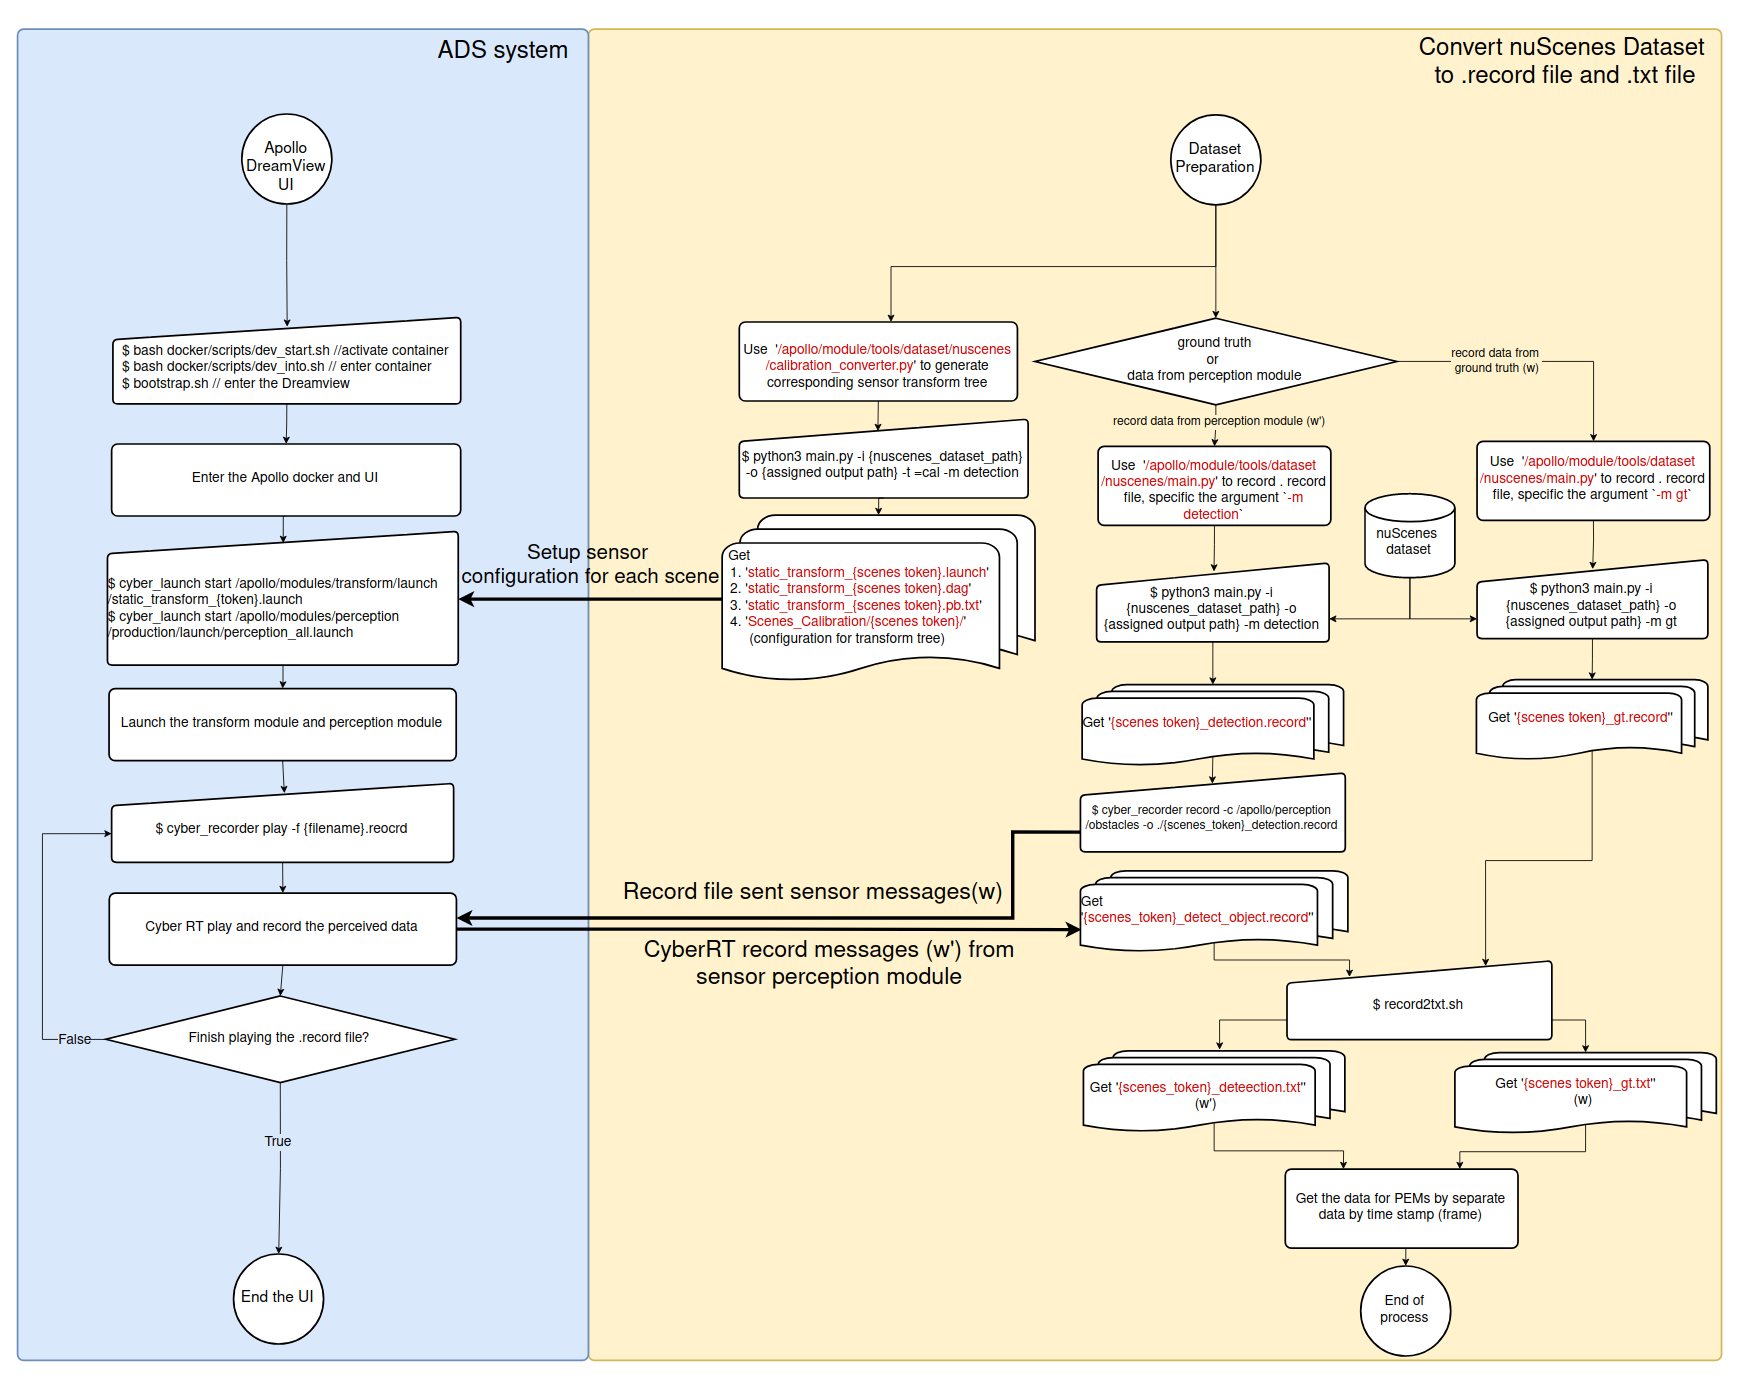 ADS system
Apollo
DreamView
UI
$ bash docker/scripts/dev_start.sh //activate container
$ bash docker/scripts/dev_into.sh // enter container
$ bootstrap.sh // enter the Dreamview
Enter the Apollo docker and UI
$ cyber_launch start /apollo/modules/transform/launch
/static_transform_{token}.launch
$ cyber_launch start /apollo/modules/perception
/production/launch/perception_all.launch
Launch the transform module and perception module
$ cyber_recorder play -f {filename}.reocrd
Cyber RT play and record the perceived data
Finish playing the .record file?
False
True
End the UI
Setup sensor
configuration for each scene
Record file sent sensor messages(w)
CyberRT record messages (w') from
sensor perception module
Convert nuScenes Dataset
to .record file and .txt file
Dataset
Preparation
Use '/apollo/module/tools/dataset/nuscenes
/calibration_converter.py' to generate
corresponding sensor transform tree
$ python3 main.py -i {nuscenes_dataset_path}
-o {assigned output path} -t =cal -m detection
Get
1. 'static_transform_{scenes token}.launch'
2. 'static_transform_{scenes token}.dag'
3. 'static_transform_{scenes token}.pb.txt'
4. 'Scenes_Calibration/{scenes token}/'
(configuration for transform tree)
ground truth
or
data from perception module
record data from perception module (w')
record data from
ground truth (w)
Use '/apollo/module/tools/dataset
/nuscenes/main.py' to record . record
file, specific the argument `-m
detection`
Use '/apollo/module/tools/dataset
/nuscenes/main.py' to record . record
file, specific the argument `-m gt`
nuScenes
dataset
$ python3 main.py -i
{nuscenes_dataset_path} -o
{assigned output path} -m detection
$ python3 main.py -i
{nuscenes_dataset_path} -o
{assigned output path} -m gt
Get '{scenes token}_detection.record''
Get '{scenes token}_gt.record''
$ cyber_recorder record -c /apollo/perception
/obstacles -o ./{scenes_token}_detection.record
Get
'{scenes_token}_detect_object.record''
$ record2txt.sh
Get '{scenes_token}_deteection.txt''
(w')
Get '{scenes token}_gt.txt''
(w)
Get the data for PEMs by separate
data by time stamp (frame)
End of
process